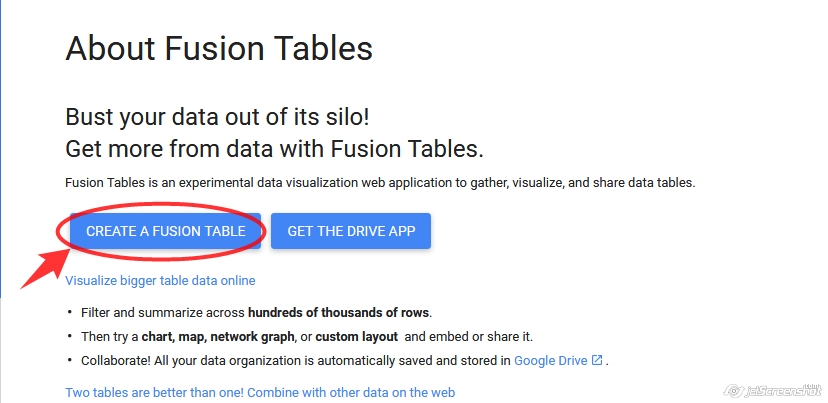 About Fusion Tables
Bust your data out of its silo!
Get more from data with Fusion Tables.
Fusion Tables is an experimental data visualization web application to gather, visualize, and share data tables.
CREATE A FUSION TABLE GET THE DRIVE APP
Visualize bigger table data online
• Filter and summarize across hundreds of thousands of rows.
• Then try a chart, map, network graph, or custom layout and embed or share it.
• Collaborate! All your data organization is automatically saved and stored in Google Drive .
Two tables are better than one! Combine with other data on the web
jetScreenshot